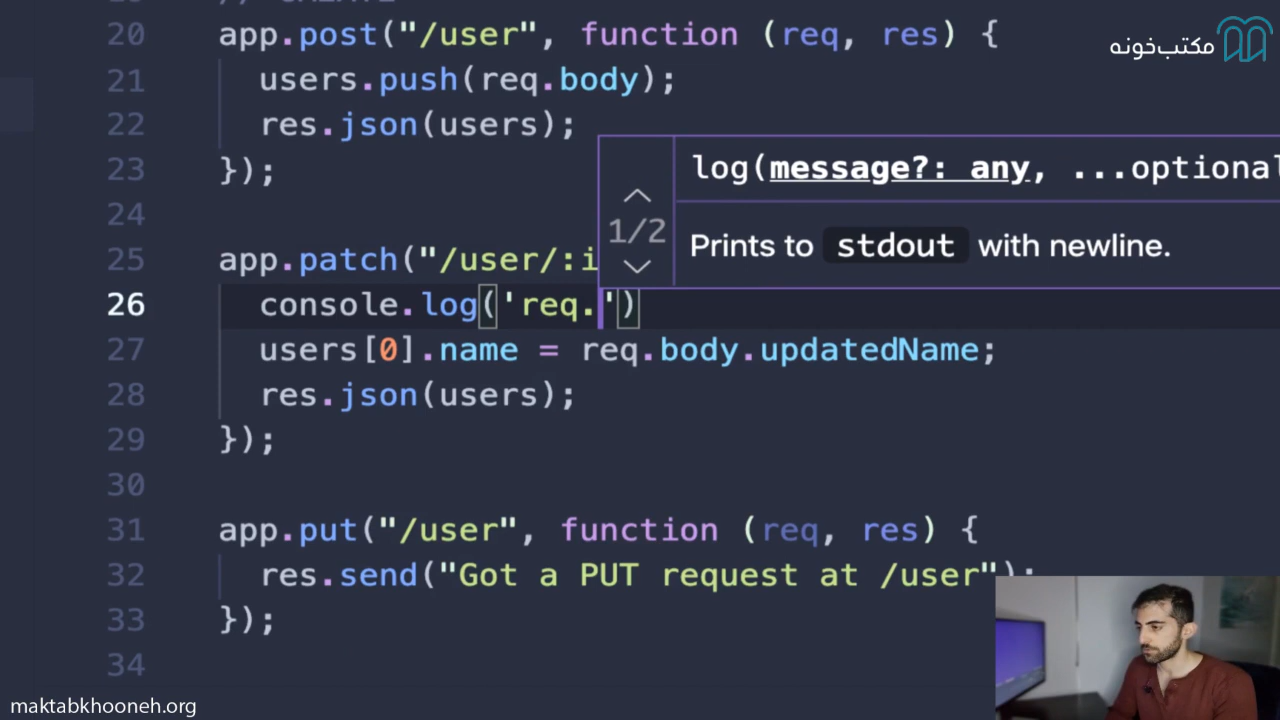 20 app.post("/user", function (req, res) {
21 users.push(req.body);
22 res.json(users);
23 });
24
25 app.patch("/user/:i
26 console.log('req.')
27 users[0].name = req.body.updatedName;
28 res.json(users);
29 });
30
31 app.put("/user", function (req, res) {
32 res.send("Got a PUT request at /user");
33 });
34
log(message?: any, ...optional
1/2
Prints to stdout with newline.
مکتب‌خونه
maktabkhooneh.org